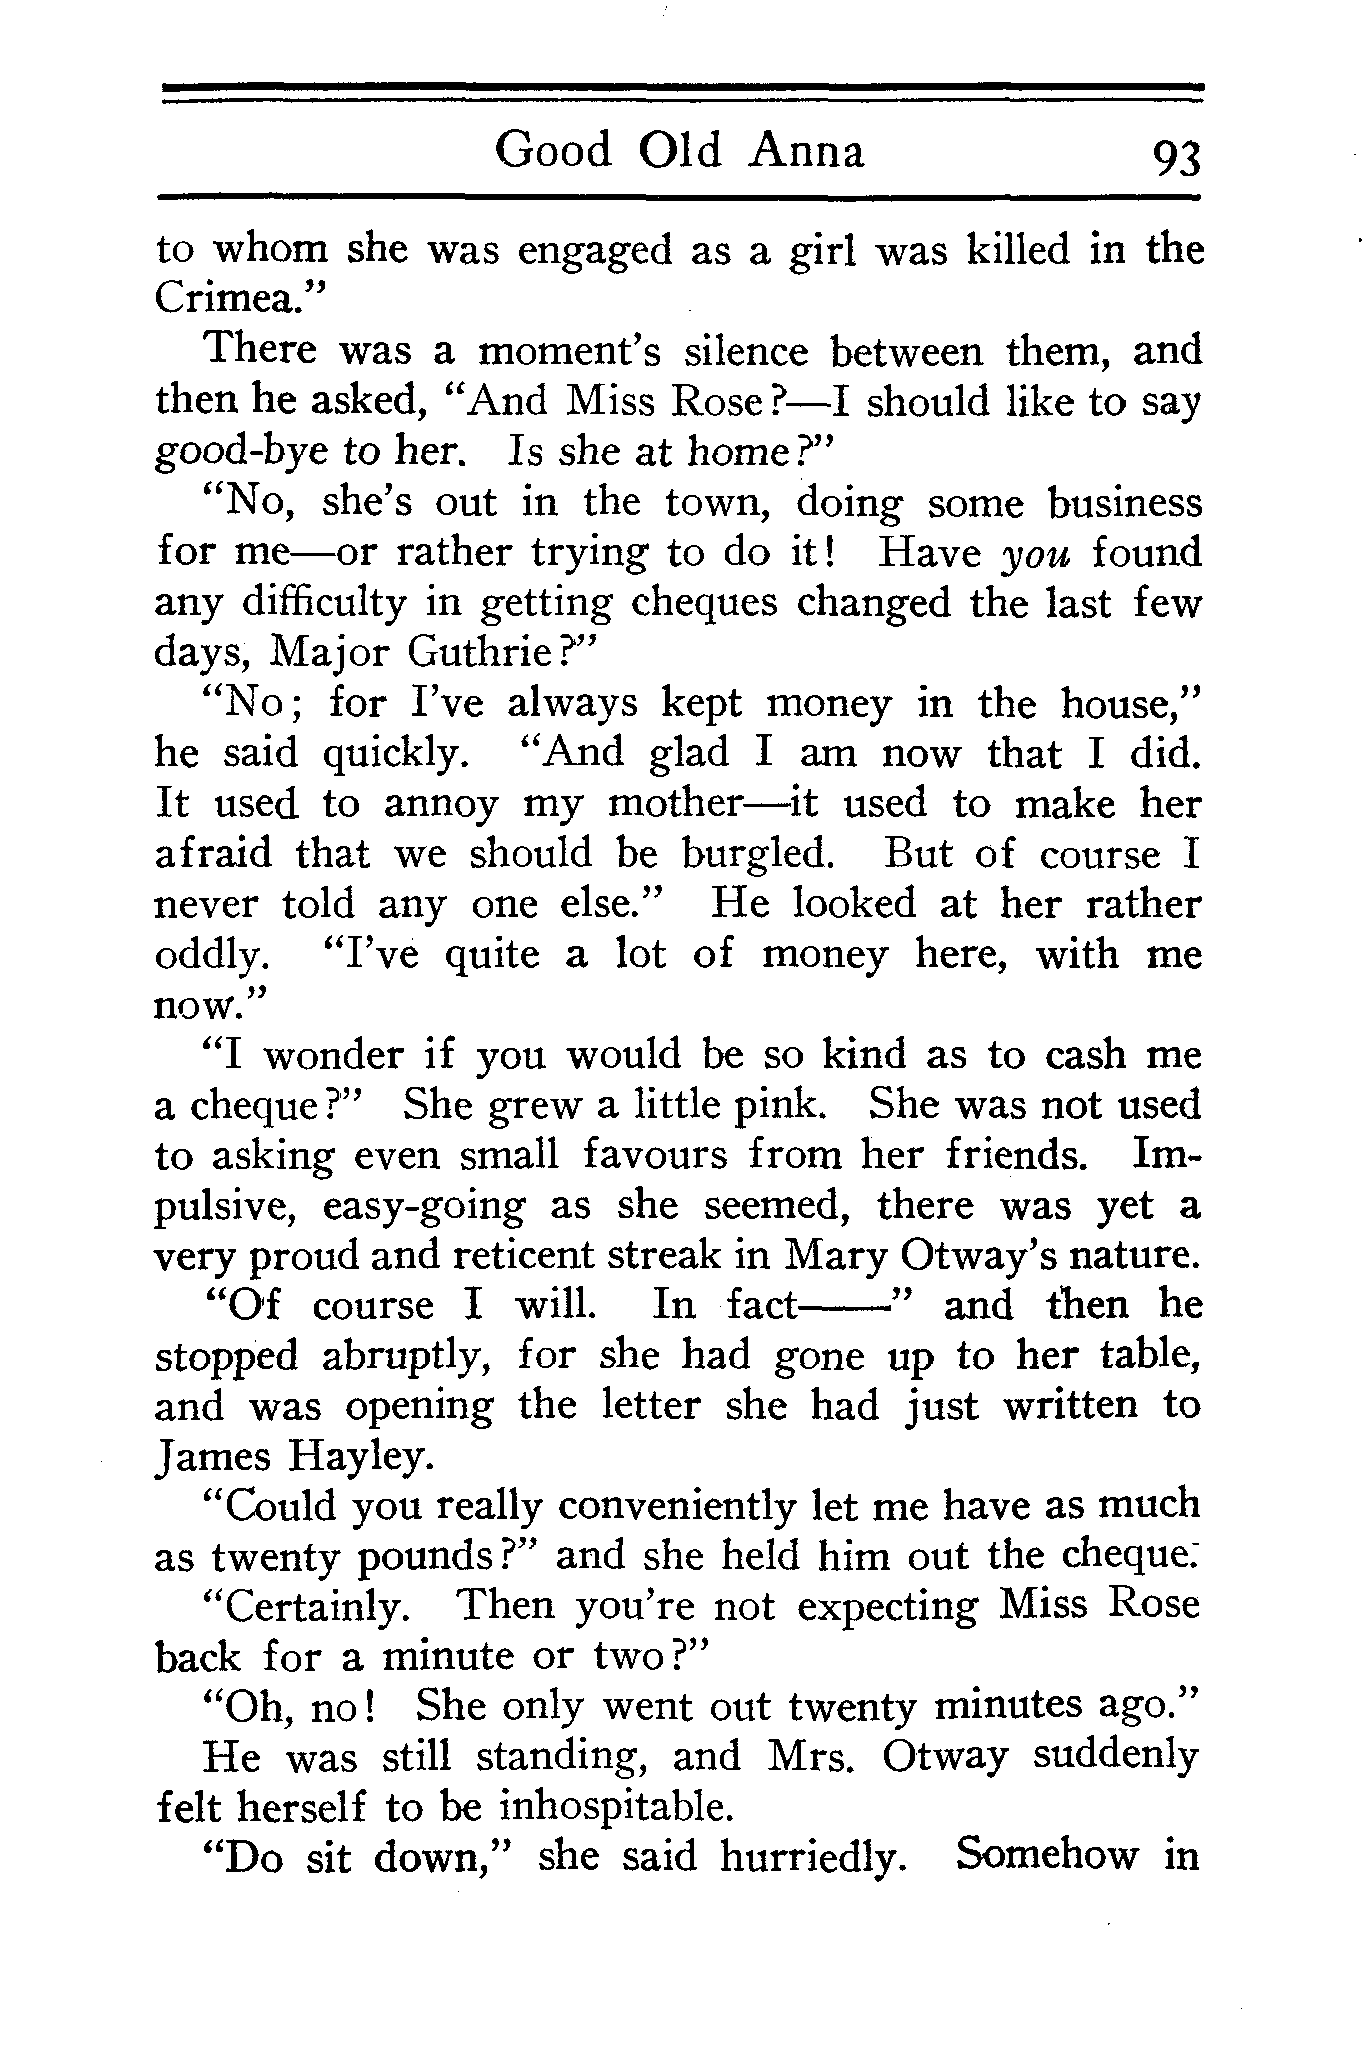 Good Old Anna 93
to whom she was engaged as a girl was killed in the
Crimea."
There was a moment's silence between them, and
then he asked, "And Miss Rose?—I should like to say
good-bye to her. Is she at home?"
"No, she's out in the town, doing some business
for me—or rather trying to do it! Have you found
any difficulty in getting cheques changed the last few
days, Major Guthrie?"
"No; for I've always kept money in the house,"
he said quickly. "And glad I am now that I did.
It used to annoy my mother—it used to make her
afraid that we should be burgled. But of course I
never told any one else." He looked at her rather
oddly. "I've quite a lot of money here, with me
now."
"I wonder if you would be so kind as to cash me
a cheque?" She grew a little pink. She was not used
to asking even small favours from her friends. Im-
pulsive, easy-going as she seemed, there was yet a
very proud and reticent streak in Mary Otway's nature.
"Of course I will. In fact——" and then he
stopped abruptly, for she had gone up to her table,
and was opening the letter she had just written to
James Hayley.
"Could you really conveniently let me have as much
as twenty pounds?" and she held him out the cheque.
"Certainly. Then you're not expecting Miss Rose
back for a minute or two?"
"Oh, no! She only went out twenty minutes ago."
He was still standing, and Mrs. Otway suddenly
felt herself to be inhospitable.
"Do sit down," she said hurriedly. Somehow in